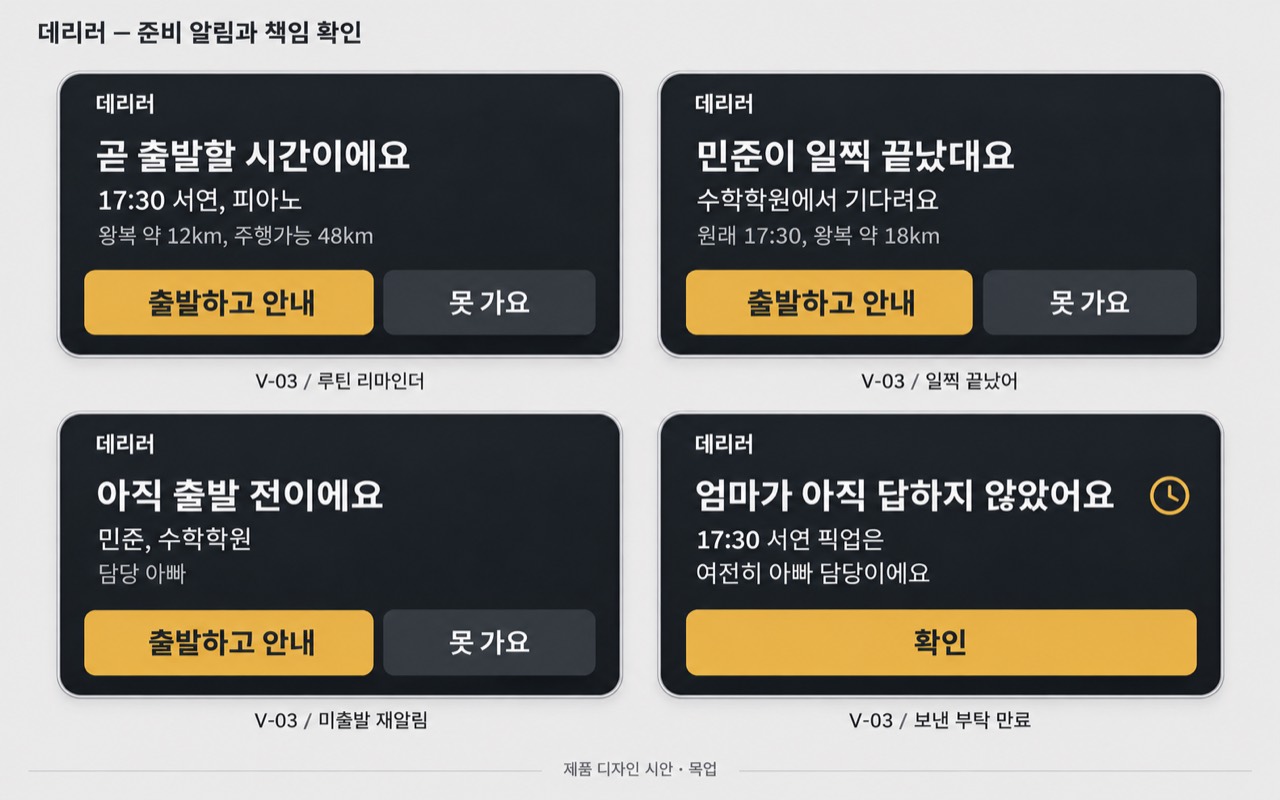 데리러 – 준비 알림과 책임 확인
데리러
곧 출발할 시간이에요
17:30 서연, 피아노
왕복 약 12km, 주행가능 48km
출발하고 안내
못 가요
V-03 / 루틴 리마인더
데리러
민준이 일찍 끝났대요
수학학원에서 기다려요
원래 17:30, 왕복 약 18km
출발하고 안내
못 가요
V-03 / 일찍 끝났어
데리러
아직 출발 전이에요
민준, 수학학원
담당 아빠
출발하고 안내
못 가요
V-03 / 미출발 재알림
데리러
엄마가 아직 답하지 않았어요
17:30 서연 픽업은
여전히 아빠 담당이에요
확인
V-03 / 보낸 부탁 만료
제품 디자인 시안 · 목업